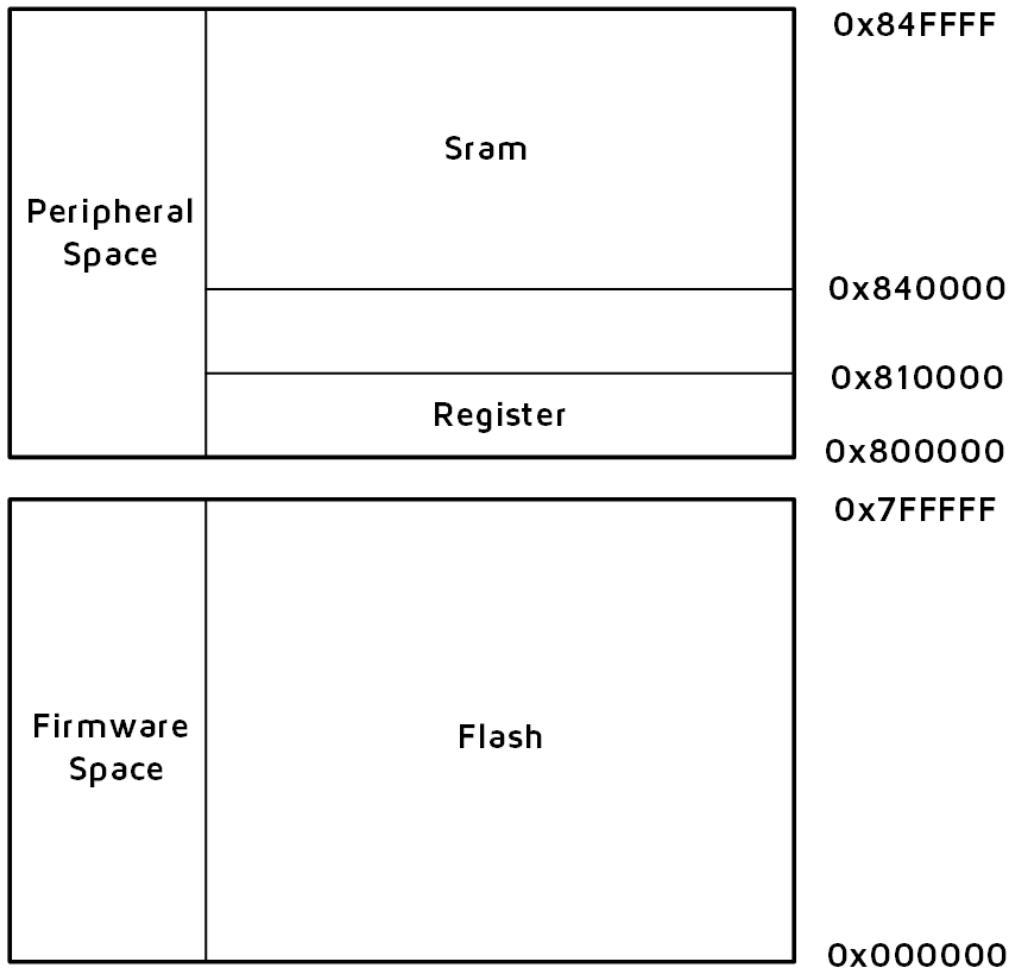 0x84FFFF
Sram
Peripheral
Space
0x840000
0x810000
Register
0x800000
0x7FFFFF
Firmware
Space
Flash
0x000000